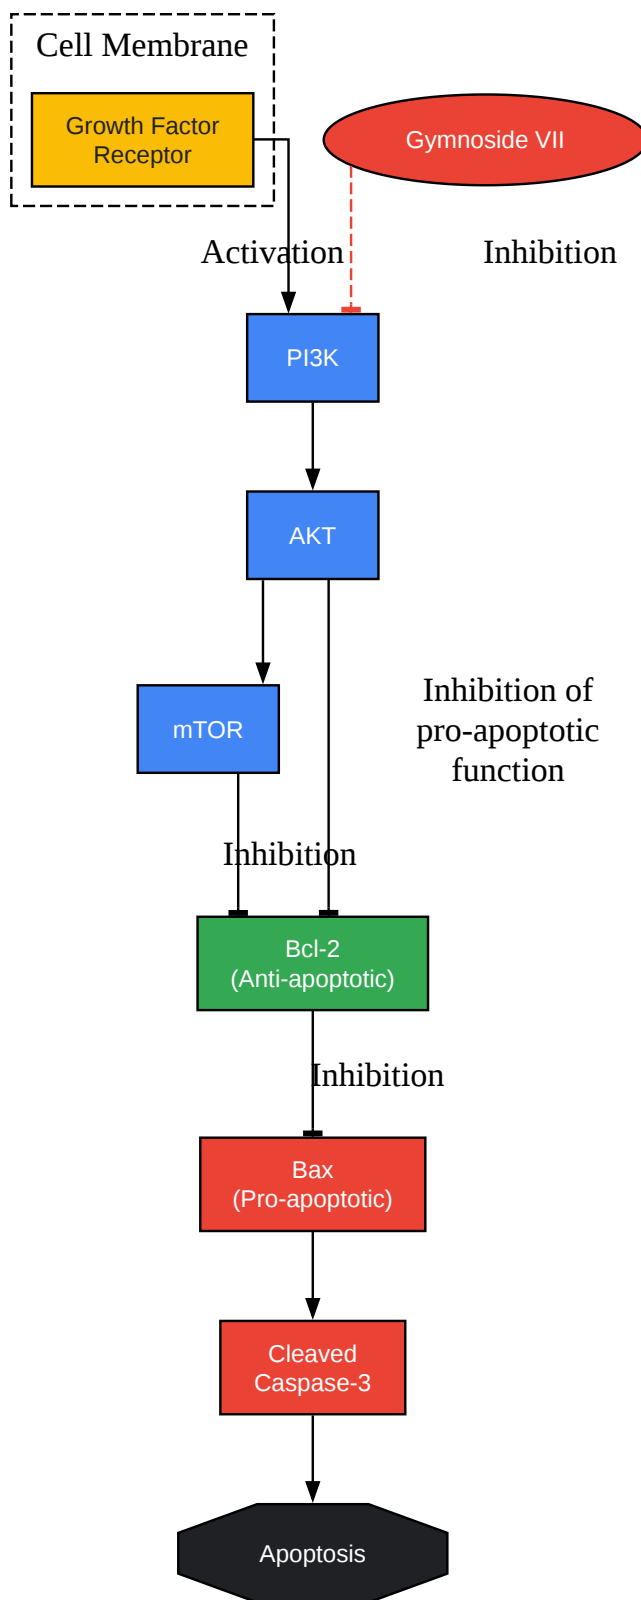 Cell Membrane
Growth Factor
Receptor
Gymnoside VII
Activation
Inhibition
PI3K
AKT
mTOR
Inhibition of
pro-apoptotic
function
Inhibition
Bcl-2
(Anti-apoptotic)
Inhibition
Bax
(Pro-apoptotic)
Cleaved
Caspase-3
Apoptosis